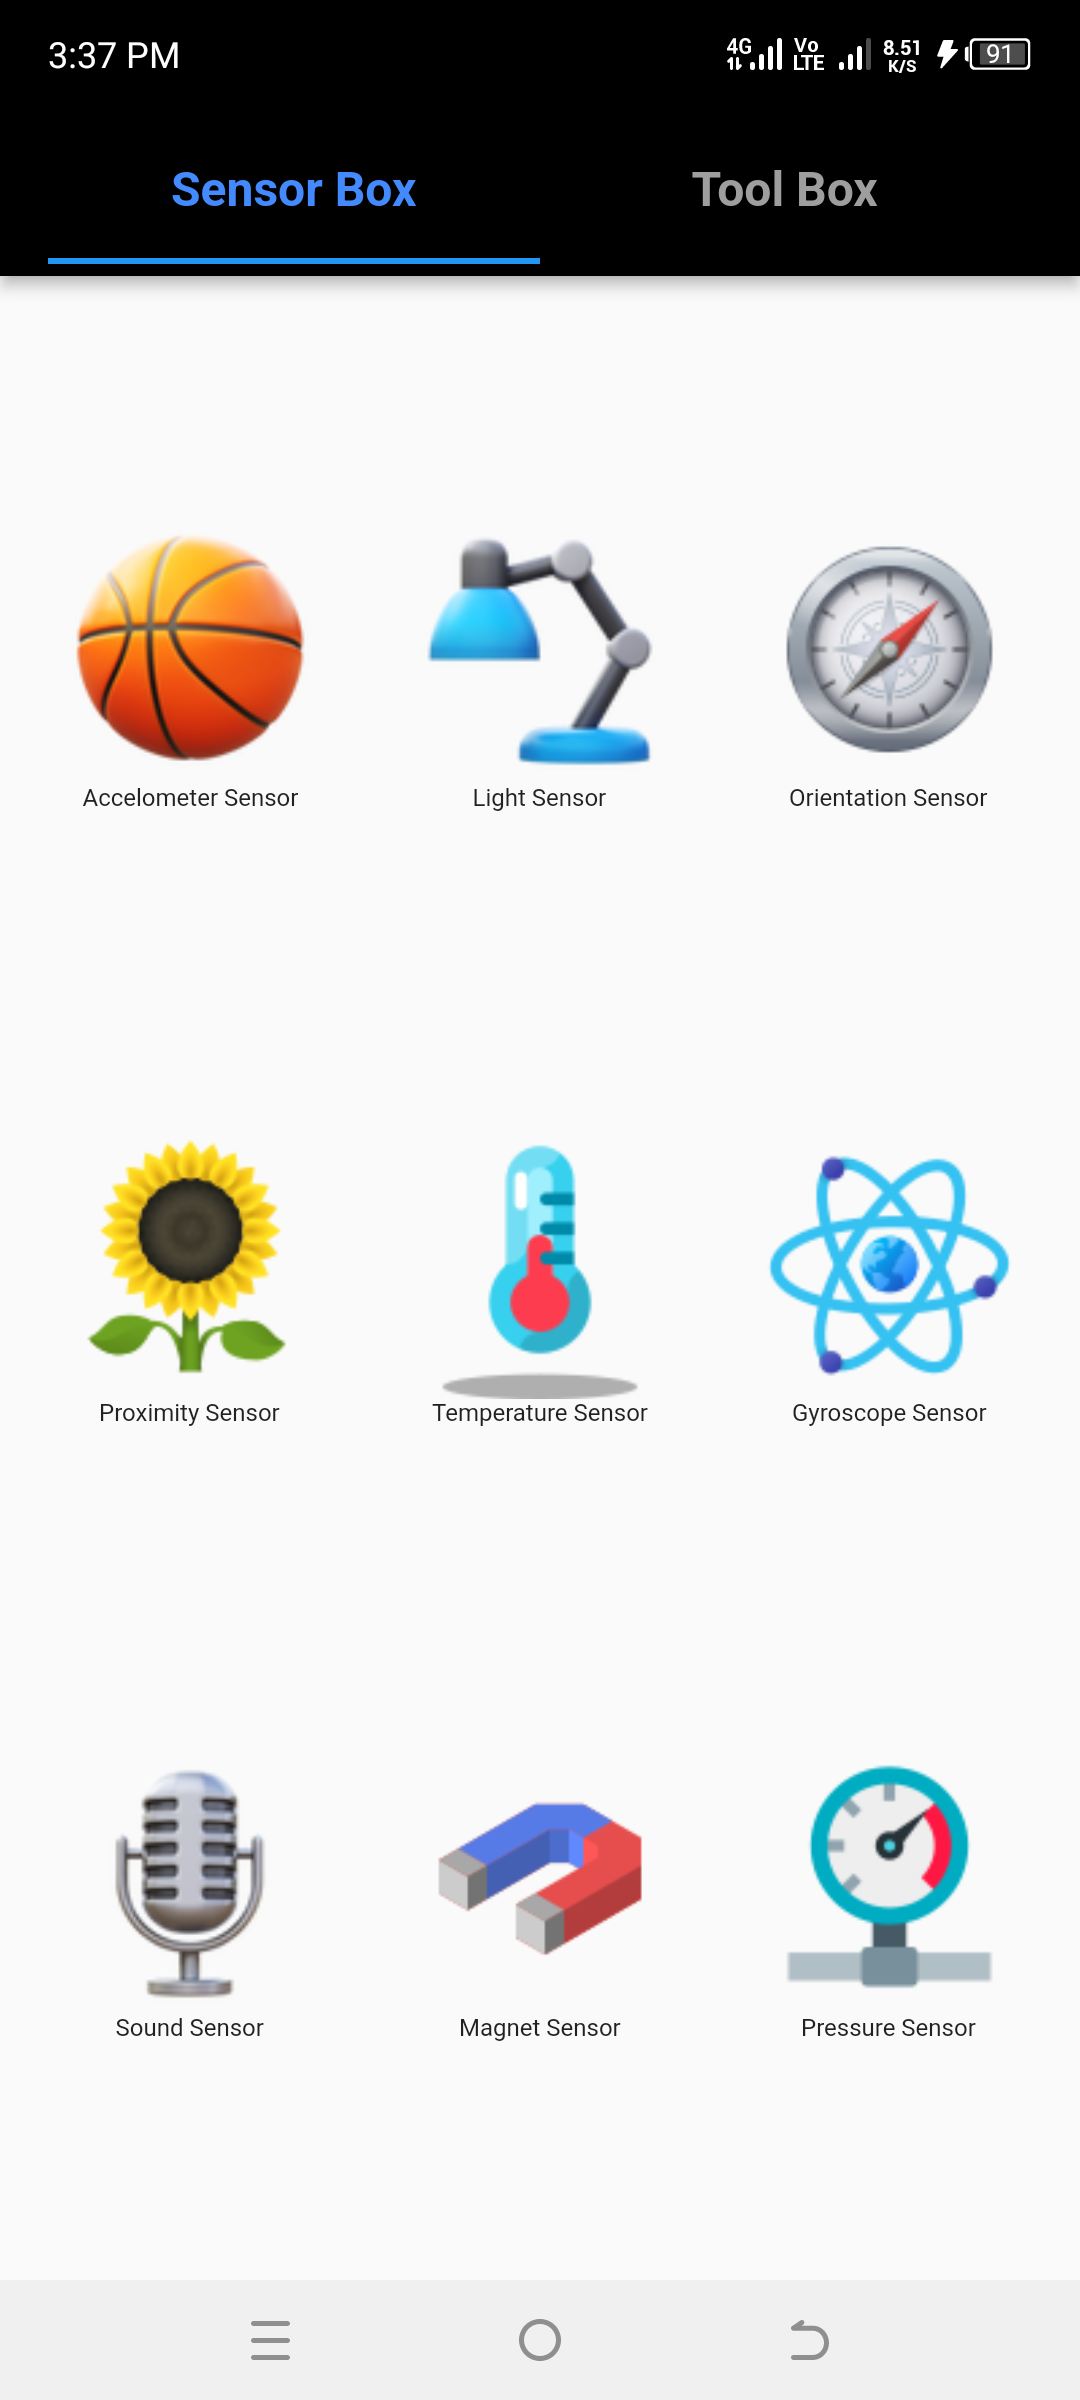 3:37 PM
4G Vo LTE 8.51 K/S 91
Sensor Box Tool Box
Accelometer Sensor Light Sensor Orientation Sensor
Proximity Sensor Temperature Sensor Gyroscope Sensor
Sound Sensor Magnet Sensor Pressure Sensor